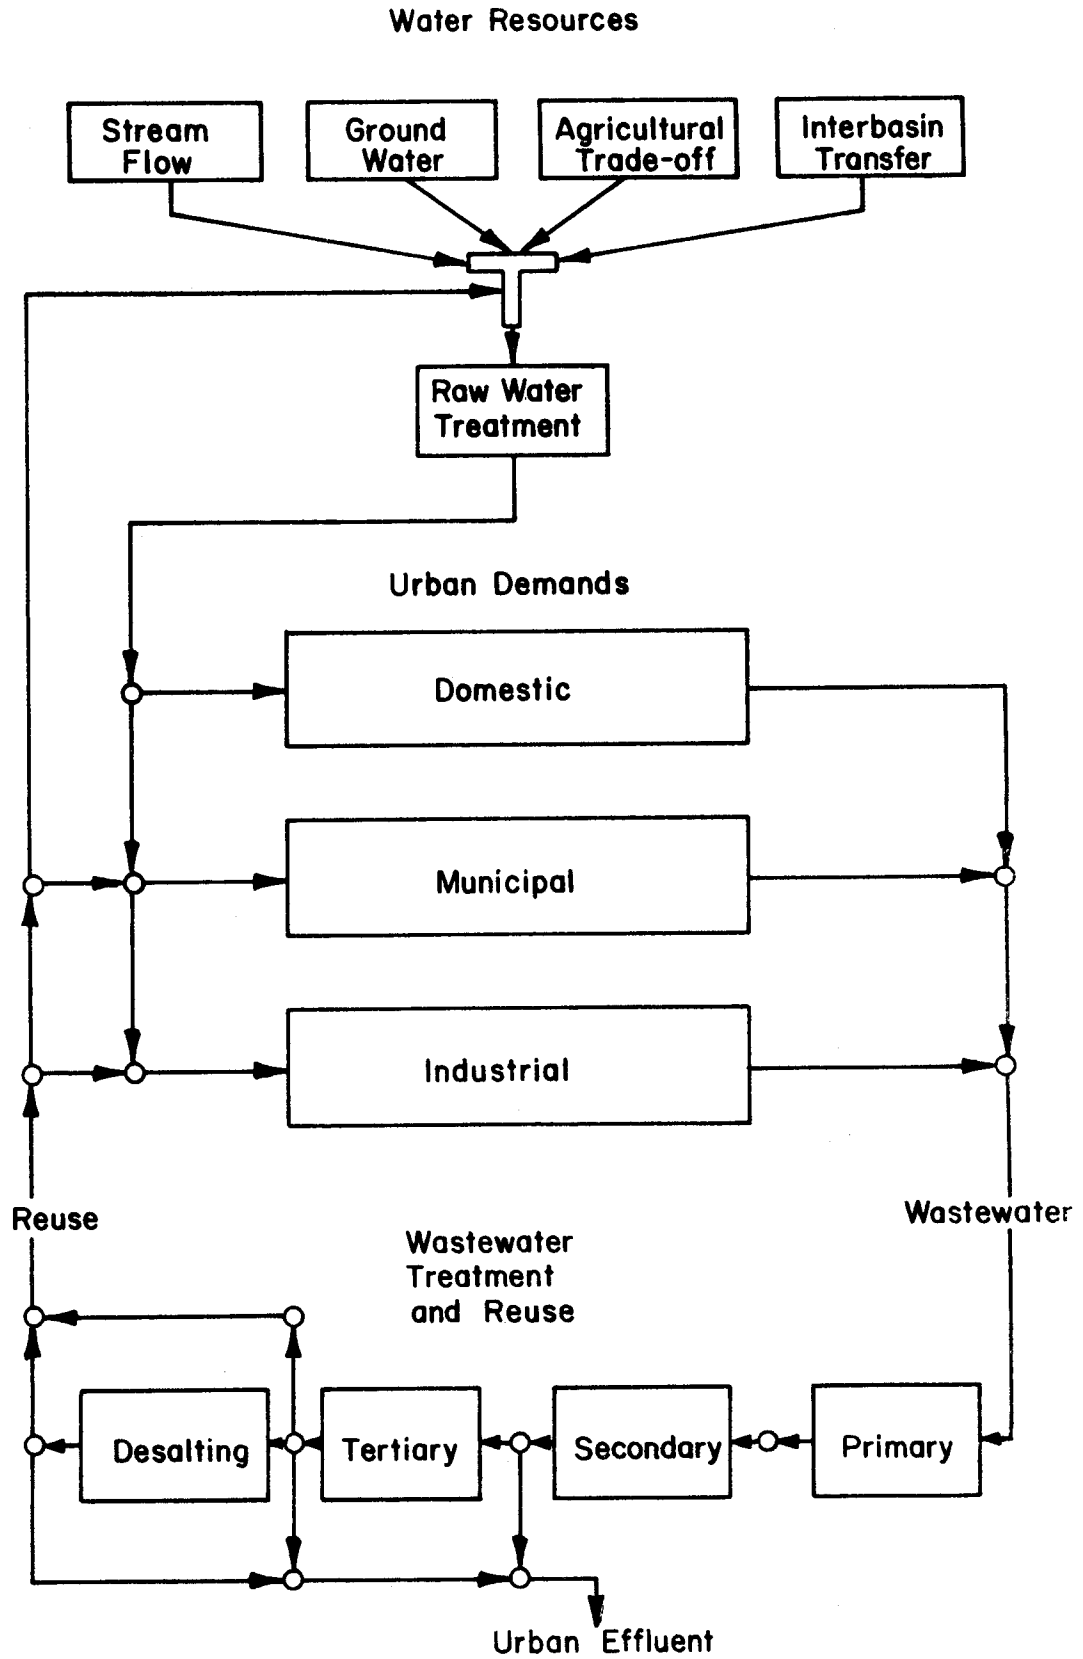 Water Resources
Stream
Flow
Ground
Water
Agricultural
Trade-off
Interbasin
Transfer
Raw Water
Treatment
Urban Demands
Domestic
Municipal
Industrial
Reuse
Wastewater
Wastewater
Treatment
and Reuse
Desalting
Tertiary
Secondary
Primary
Urban Effluent